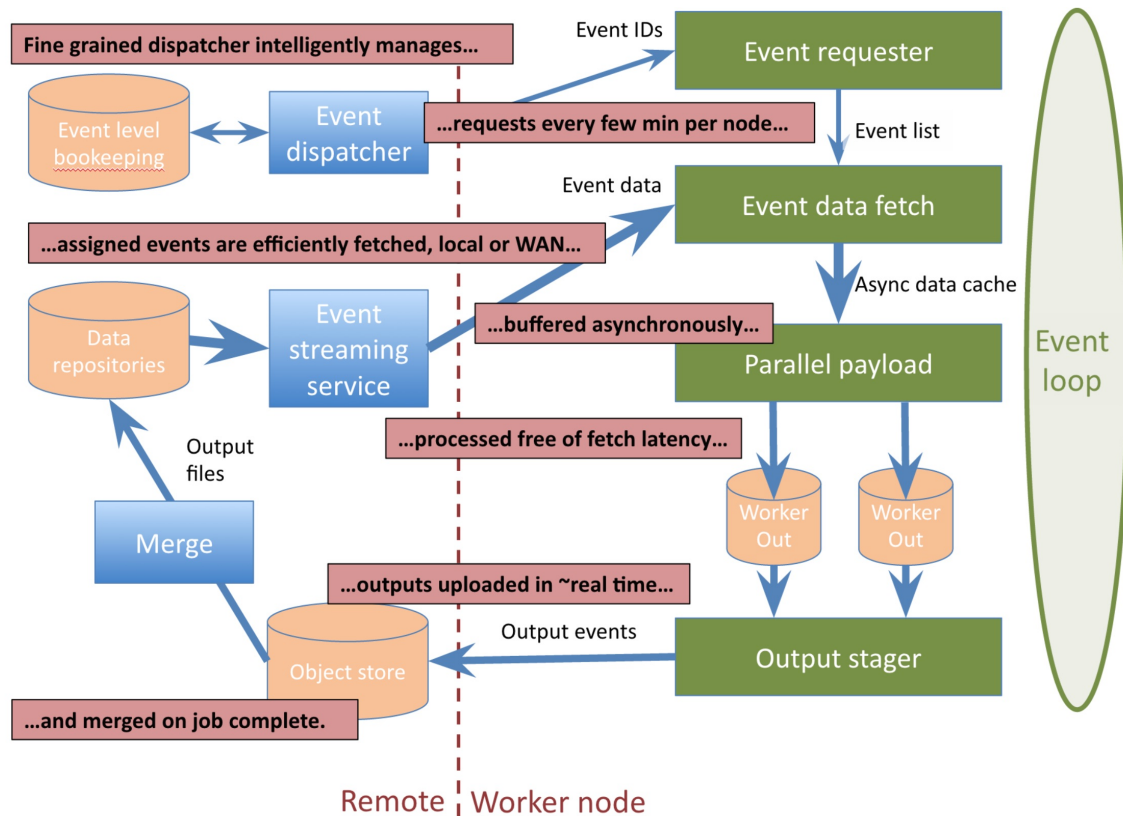 Fine grained dispatcher intelligently manages…
Event IDs
Event requester
Event level
bookeeping
Event
dispatcher
…requests every few min per node…
Event list
Event data
Event data fetch
…assigned events are efficiently fetched, local or WAN…
Async data cache
Data
repositories
Event
streaming
service
…buffered asynchronously…
Parallel payload
Event
loop
…processed free of fetch latency…
Output
files
Worker
Out
Worker
Out
Merge
…outputs uploaded in ~real time…
Output events
Object store
Output stager
…and merged on job complete.
Remote
Worker node